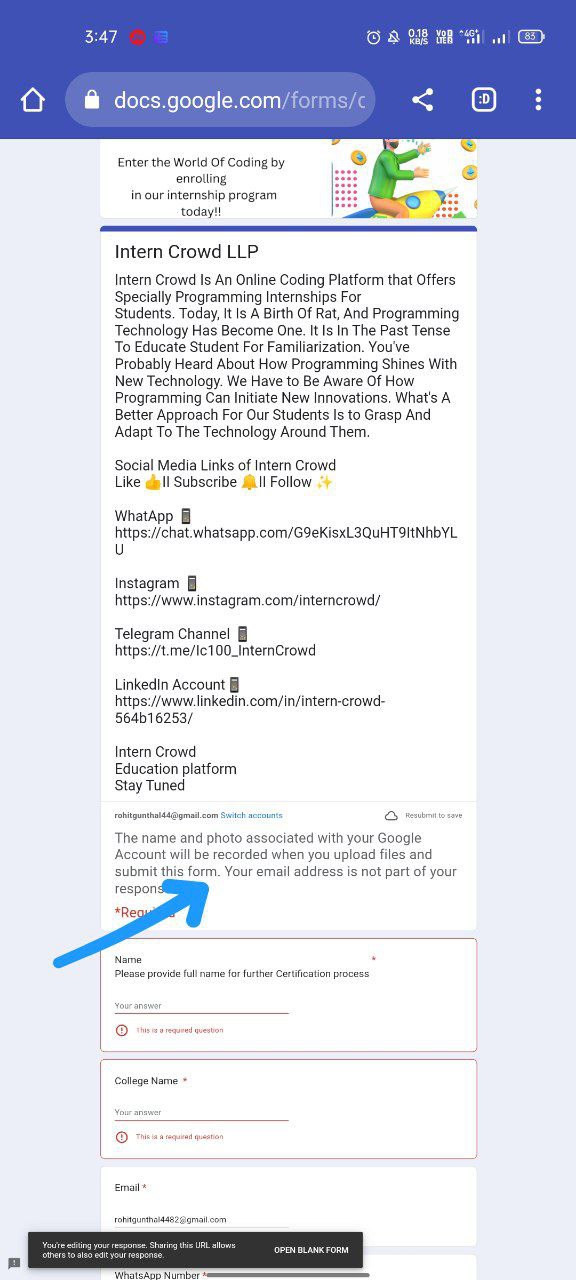 3:47
0.18 KB/S
Vo LTE
4G+
83
docs.google.com/forms/c
:D
Enter the World Of Coding by
enrolling
in our internship program
today!!
Intern Crowd LLP
Intern Crowd Is An Online Coding Platform that Offers
Specially Programming Internships For
Students. Today, It Is A Birth Of Rat, And Programming
Technology Has Become One. It Is In The Past Tense
To Educate Student For Familiarization. You've
Probably Heard About How Programming Shines With
New Technology. We Have to Be Aware Of How
Programming Can Initiate New Innovations. What's A
Better Approach For Our Students Is to Grasp And
Adapt To The Technology Around Them.
Social Media Links of Intern Crowd
Like 👍II Subscribe 🔔II Follow ✨
WhatApp 📱
https://chat.whatsapp.com/G9eKisxL3QuHT9ItNhbYL
U
Instagram 📱
https://www.instagram.com/interncrowd/
Telegram Channel 📱
https://t.me/Ic100_InternCrowd
LinkedIn Account📱
https://www.linkedin.com/in/intern-crowd-
564b16253/
Intern Crowd
Education platform
Stay Tuned
rohitgunthal44@gmail.com Switch accounts
Resubmit to save
The name and photo associated with your Google
Account will be recorded when you upload files and
submit this form. Your email address is not part of your
respons
*Required
Name *
Please provide full name for further Certification process
Your answer
This is a required question
College Name *
Your answer
This is a required question
Email *
rohitgunthal4482@gmail.com
You're editing your response. Sharing this URL allows
others to also edit your response.
OPEN BLANK FORM
WhatsApp Number *